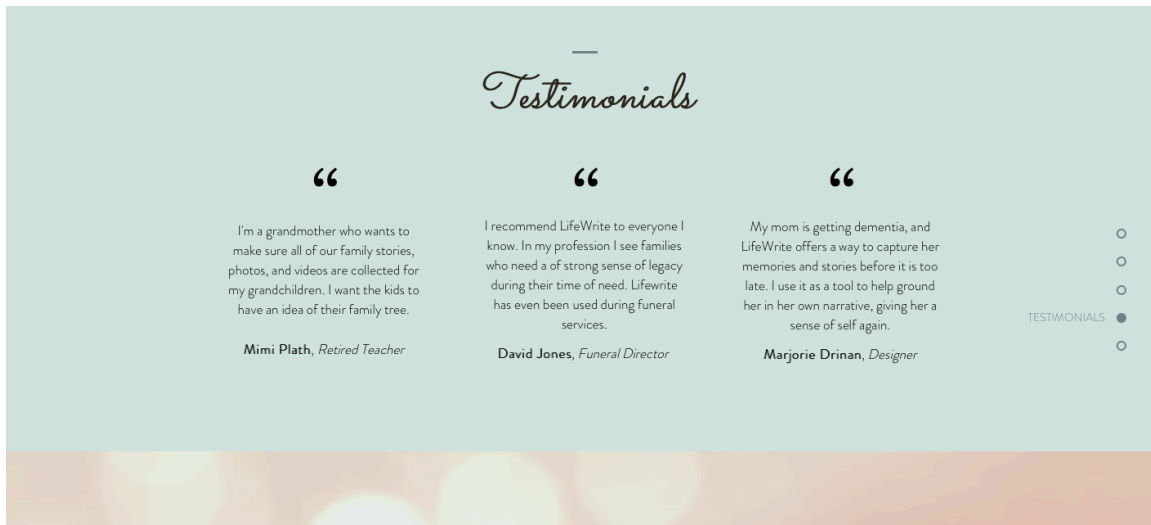 Testimonials
“
I'm a grandmother who wants to
make sure all of our family stories,
photos, and videos are collected for
my grandchildren. I want the kids to
have an idea of their family tree.
Mimi Plath, Retired Teacher
“
I recommend LifeWrite to everyone I
know. In my profession I see families
who need a of strong sense of legacy
during their time of need. Lifewrite
has even been used during funeral
services.
David Jones, Funeral Director
“
My mom is getting dementia, and
LifeWrite offers a way to capture her
memories and stories before it is too
late. I use it as a tool to help ground
her in her own narrative, giving her a
sense of self again.
Marjorie Drinan, Designer
TESTIMONIALS